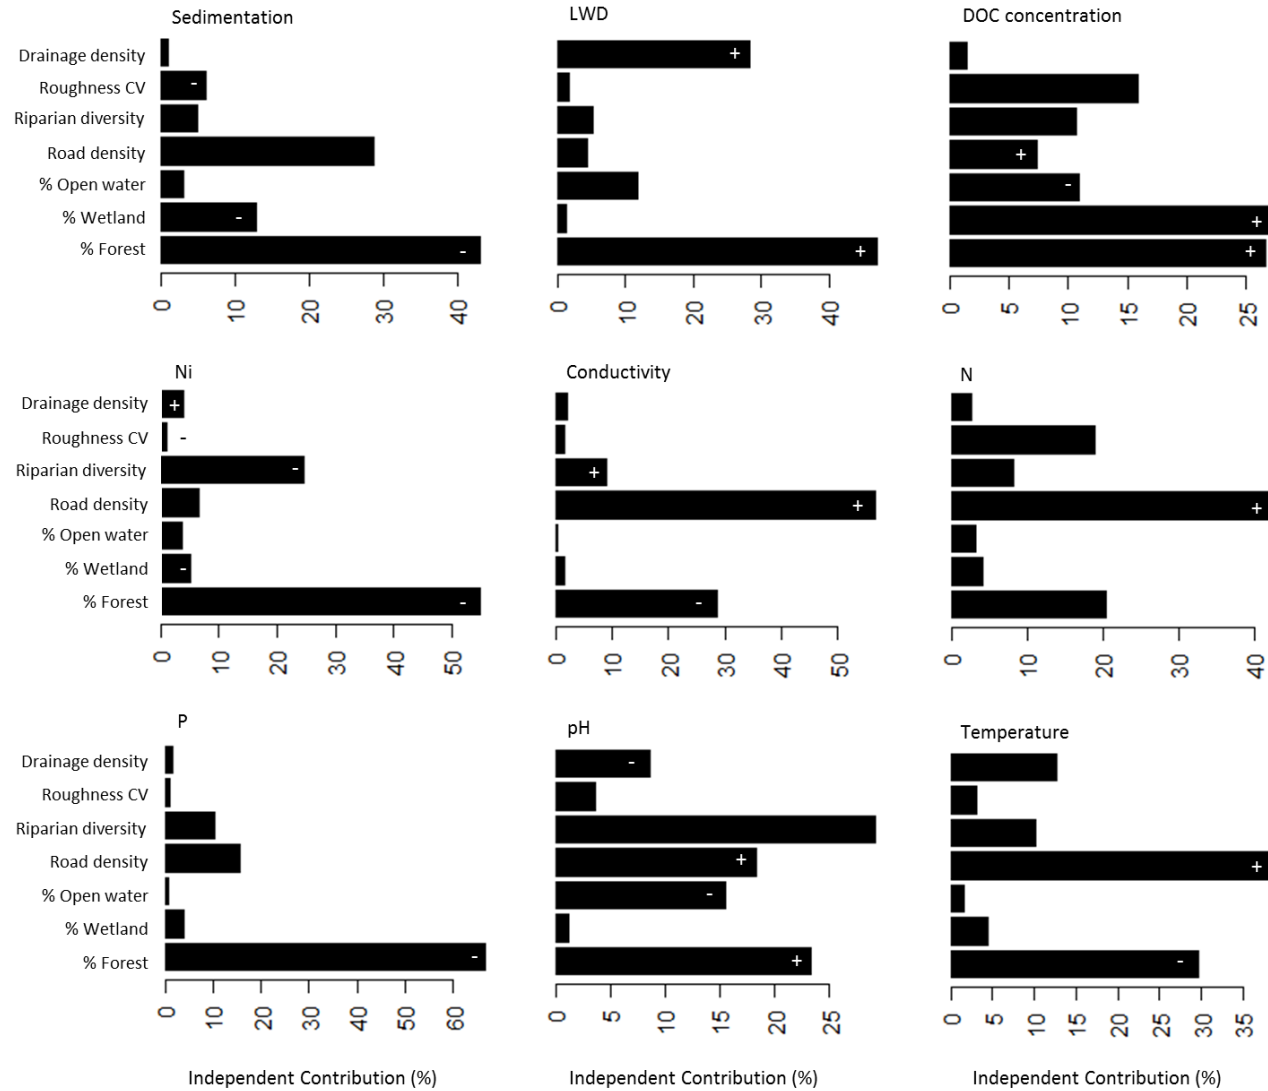 Sedimentation LWD DOC concentration
Drainage density +
Roughness CV -
Riparian diversity
Road density +
% Open water -
% Wetland - +
% Forest - + +
0 10 20 30 40 0 10 20 30 40 0 5 10 15 20 25
Ni Conductivity N
Drainage density +
Roughness CV -
Riparian diversity - +
Road density + +
% Open water
% Wetland -
% Forest - -
0 10 20 30 40 50 0 10 20 30 40 50 0 10 20 30 40
P pH Temperature
Drainage density -
Roughness CV
Riparian diversity
Road density + +
% Open water -
% Wetland
% Forest - + -
0 10 20 30 40 50 60 0 5 10 15 20 25 0 5 10 15 20 25 30 35
Independent Contribution (%) Independent Contribution (%) Independent Contribution (%)